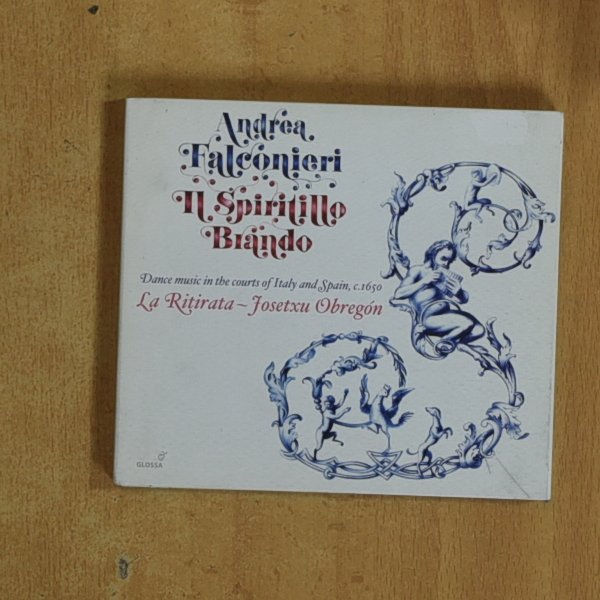 Andrea
Falconieri
Il Spiritillo
Brando
Dance music in the courts of Italy and Spain, c.1650
La Ritirata – Josetxu Obregón
GLOSSA